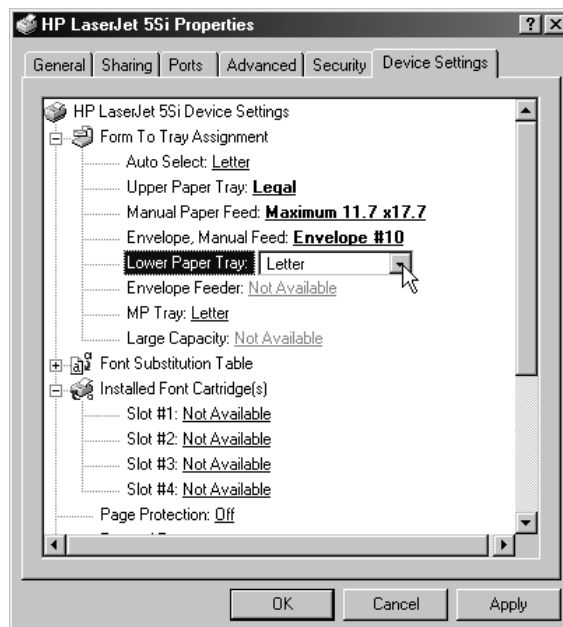 HP LaserJet 5Si Properties
General Sharing Ports Advanced Security Device Settings
HP LaserJet 5Si Device Settings
Form To Tray Assignment
Auto Select: Letter
Upper Paper Tray: Legal
Manual Paper Feed: Maximum 11.7 x17.7
Envelope, Manual Feed: Envelope #10
Lower Paper Tray: Letter
Envelope Feeder: Not Available
MP Tray: Letter
Large Capacity: Not Available
Font Substitution Table
Installed Font Cartridge(s)
Slot #1: Not Available
Slot #2: Not Available
Slot #3: Not Available
Slot #4: Not Available
Page Protection: Off
OK Cancel Apply